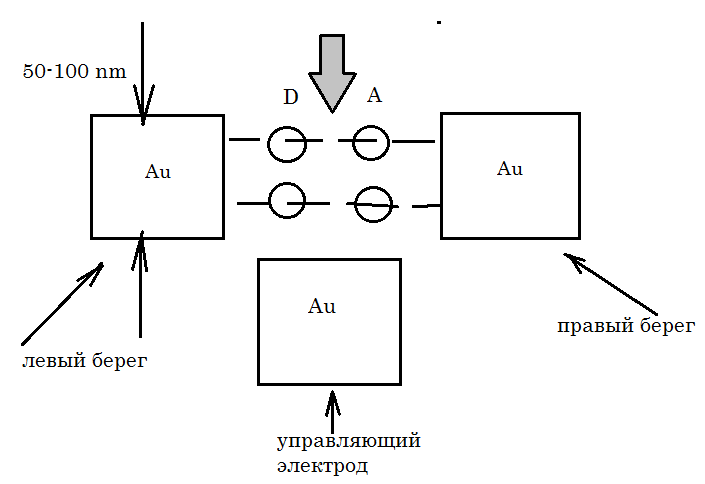 50-100 nm
D
A
Au
Au
Au
правый берег
левый берег
управляющий
электрод